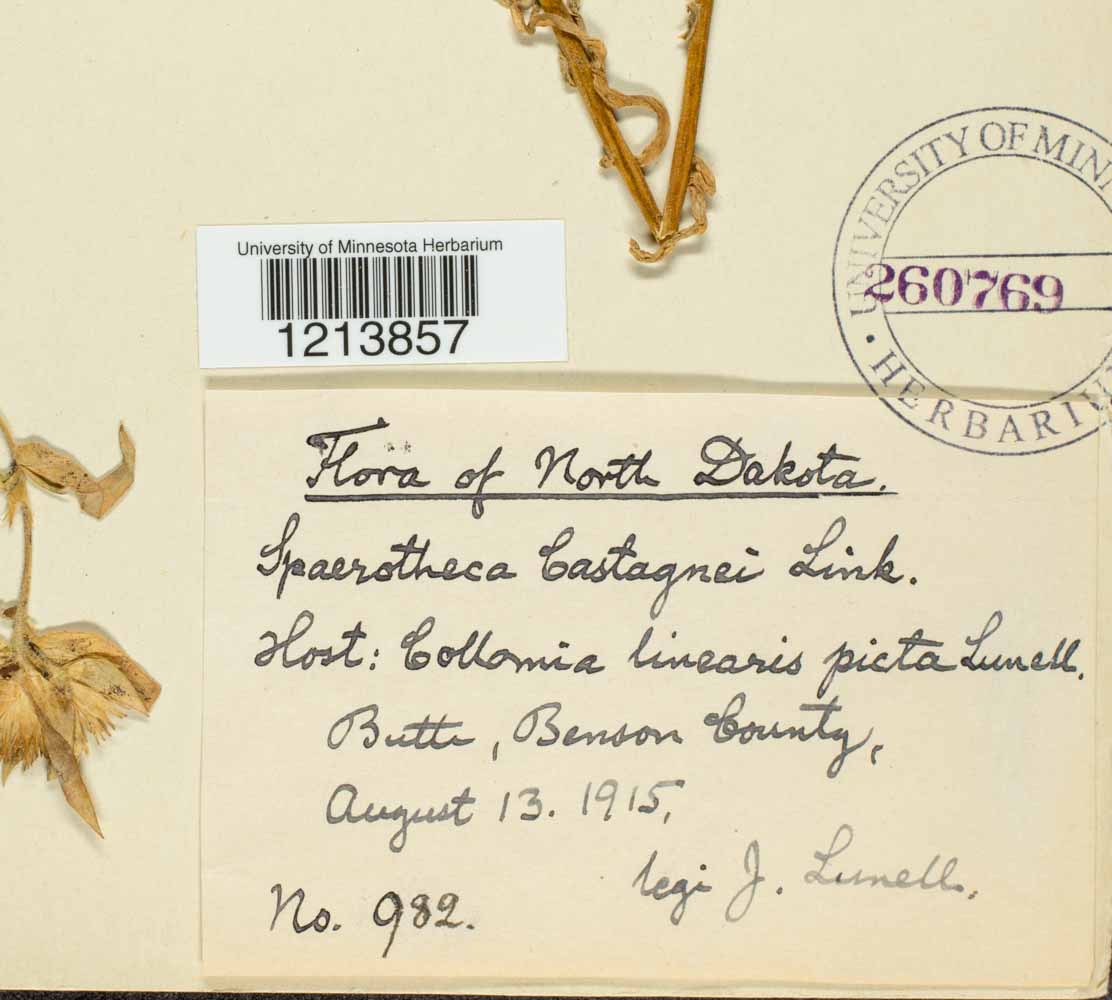 University of Minnesota Herbarium
1213857
UNIVERSITY OF MINN
260769
• HERBARIU
Flora of North Dakota.
Spaerotheca Castagnei Link.
Host: Collomia linearis picta Lunell.
Butte, Benson County,
August 13. 1915,
legi J. Lunell.
No. 982.